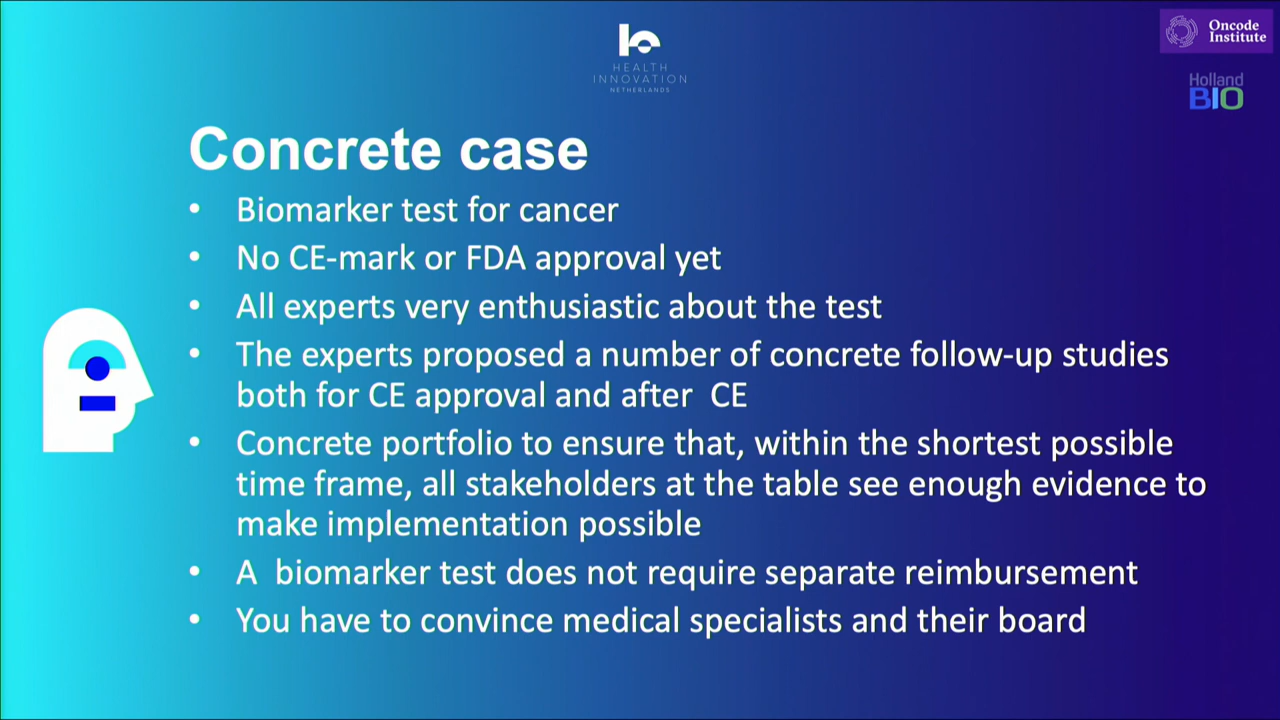 HEALTH
INNOVATION
NETHERLANDS
Oncode
Institute
Holland
BIO
Concrete case
• Biomarker test for cancer
• No CE-mark or FDA approval yet
• All experts very enthusiastic about the test
• The experts proposed a number of concrete follow-up studies
both for CE approval and after  CE
• Concrete portfolio to ensure that, within the shortest possible
time frame, all stakeholders at the table see enough evidence to
make implementation possible
• A  biomarker test does not require separate reimbursement
• You have to convince medical specialists and their board